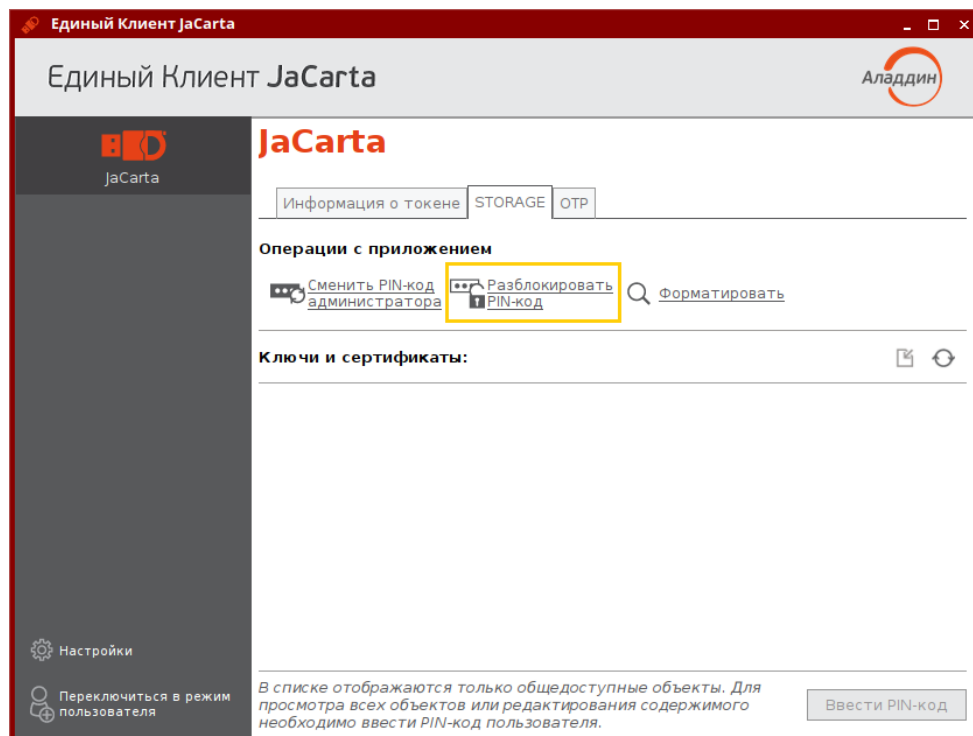 Единый Клиент JaCarta
Единый Клиент JaCarta
Аладдин
JaCarta
JaCarta
Информация о токене STORAGE OTP
Операции с приложением
Сменить PIN-код
администратора
Разблокировать
PIN-код
Форматировать
Ключи и сертификаты:
Настройки
Переключиться в режим
пользователя
В списке отображаются только общедоступные объекты. Для
просмотра всех объектов или редактирования содержимого
необходимо ввести PIN-код пользователя.
Ввести PIN-код